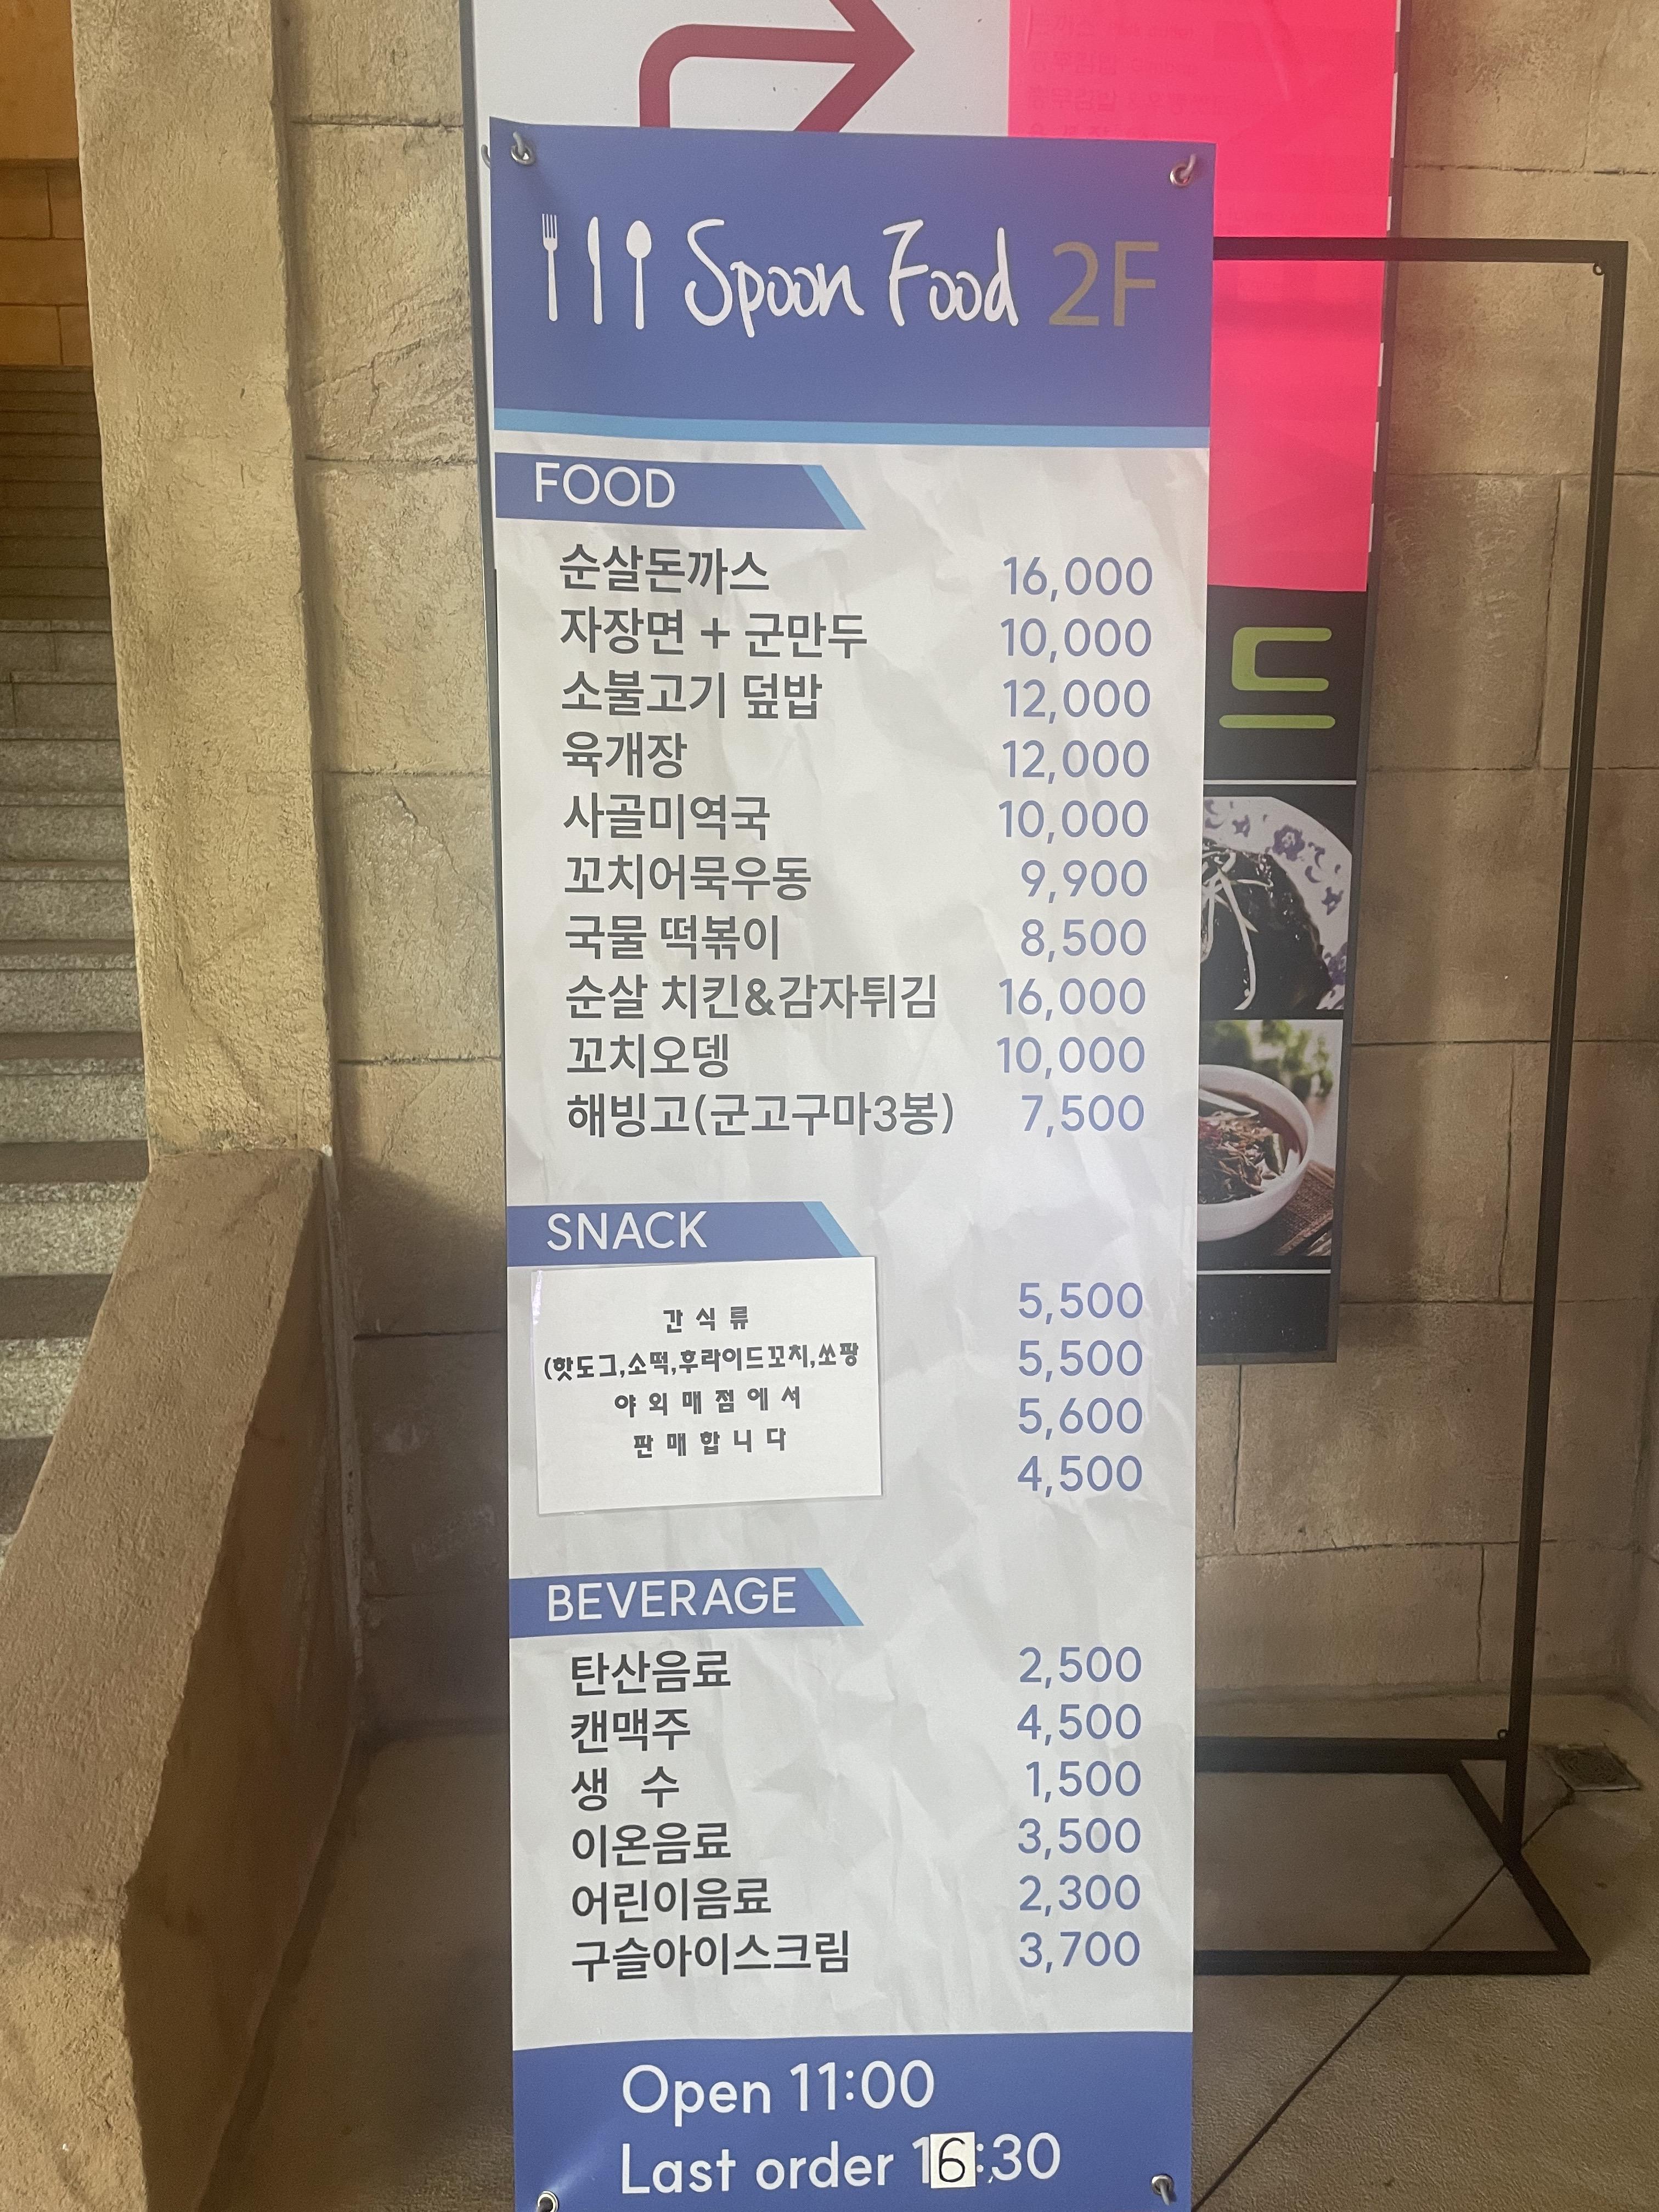 Spoon Food 2F
FOOD
순살돈까스 16,000
자장면 + 군만두 10,000
소불고기 덮밥 12,000
육개장 12,000
사골미역국 10,000
꼬치어묵우동 9,900
국물 떡볶이 8,500
순살 치킨&감자튀김 16,000
꼬치오뎅 10,000
해빙고(군고구마3봉) 7,500
SNACK
간 식 류
(핫도그,소떡,후라이드꼬치,쏘팡
야 외 매 점 에 서
판 매 합 니 다
5,500
5,500
5,600
4,500
BEVERAGE
탄산음료 2,500
캔맥주 4,500
생 수 1,500
이온음료 3,500
어린이음료 2,300
구슬아이스크림 3,700
Open 11:00
Last order 16:30
드